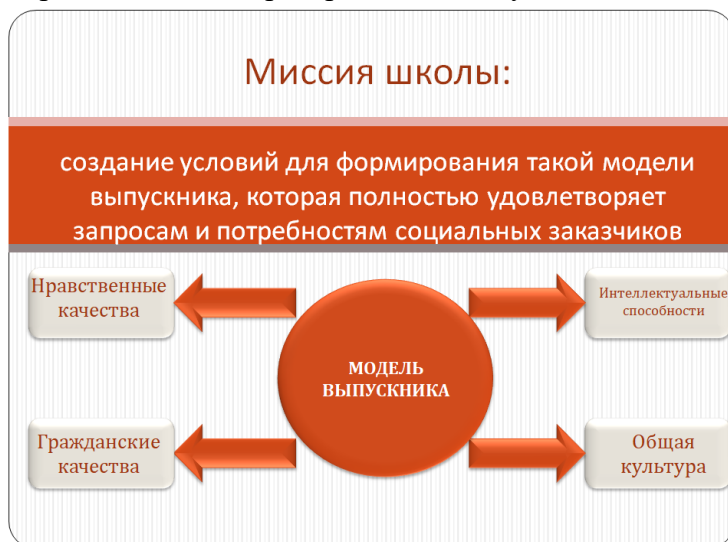 Миссия школы:
создание условий для формирования такой модели
выпускника, которая полностью удовлетворяет
запросам и потребностям социальных заказчиков
Нравственные
качества
Интеллектуальные
способности
МОДЕЛЬ
ВЫПУСКНИКА
Гражданские
качества
Общая
культура